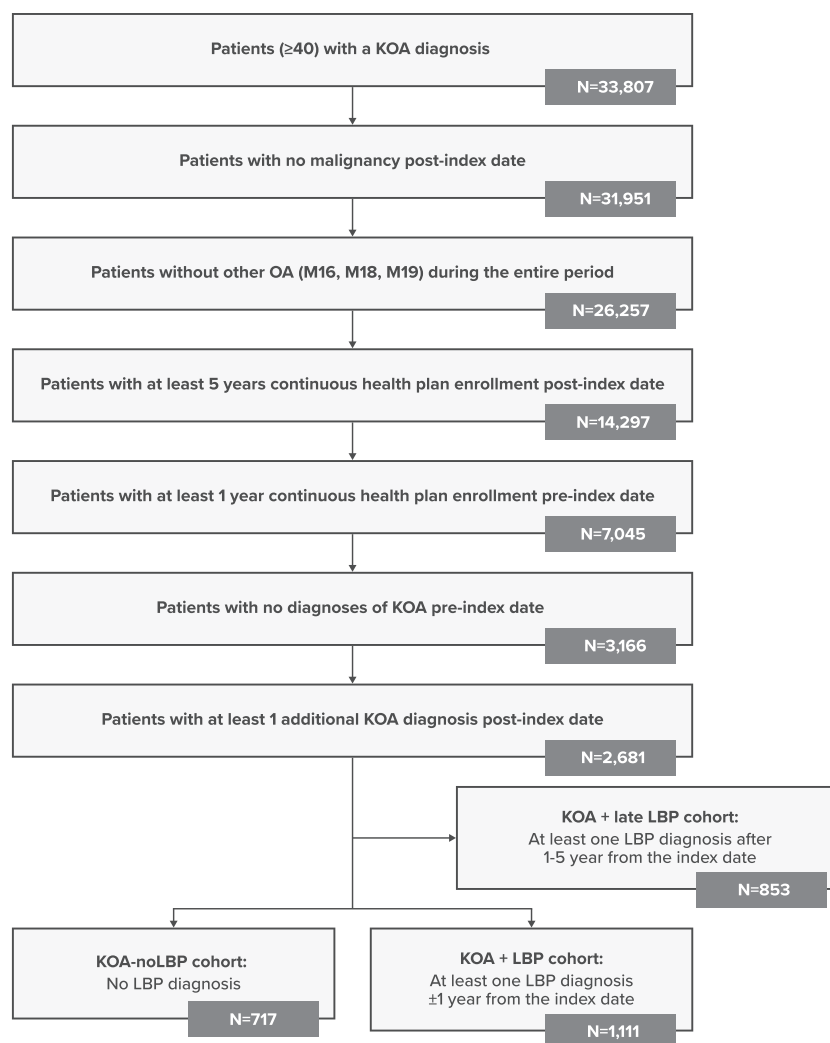 Patients (≥40) with a KOA diagnosis
N=33,807
Patients with no malignancy post-index date
N=31,951
Patients without other OA (M16, M18, M19) during the entire period
N=26,257
Patients with at least 5 years continuous health plan enrollment post-index date
N=14,297
Patients with at least 1 year continuous health plan enrollment pre-index date
N=7,045
Patients with no diagnoses of KOA pre-index date
N=3,166
Patients with at least 1 additional KOA diagnosis post-index date
N=2,681
KOA + late LBP cohort:
At least one LBP diagnosis after
1-5 year from the index date
N=853
KOA-noLBP cohort:
No LBP diagnosis
N=717
KOA + LBP cohort:
At least one LBP diagnosis
±1 year from the index date
N=1,111